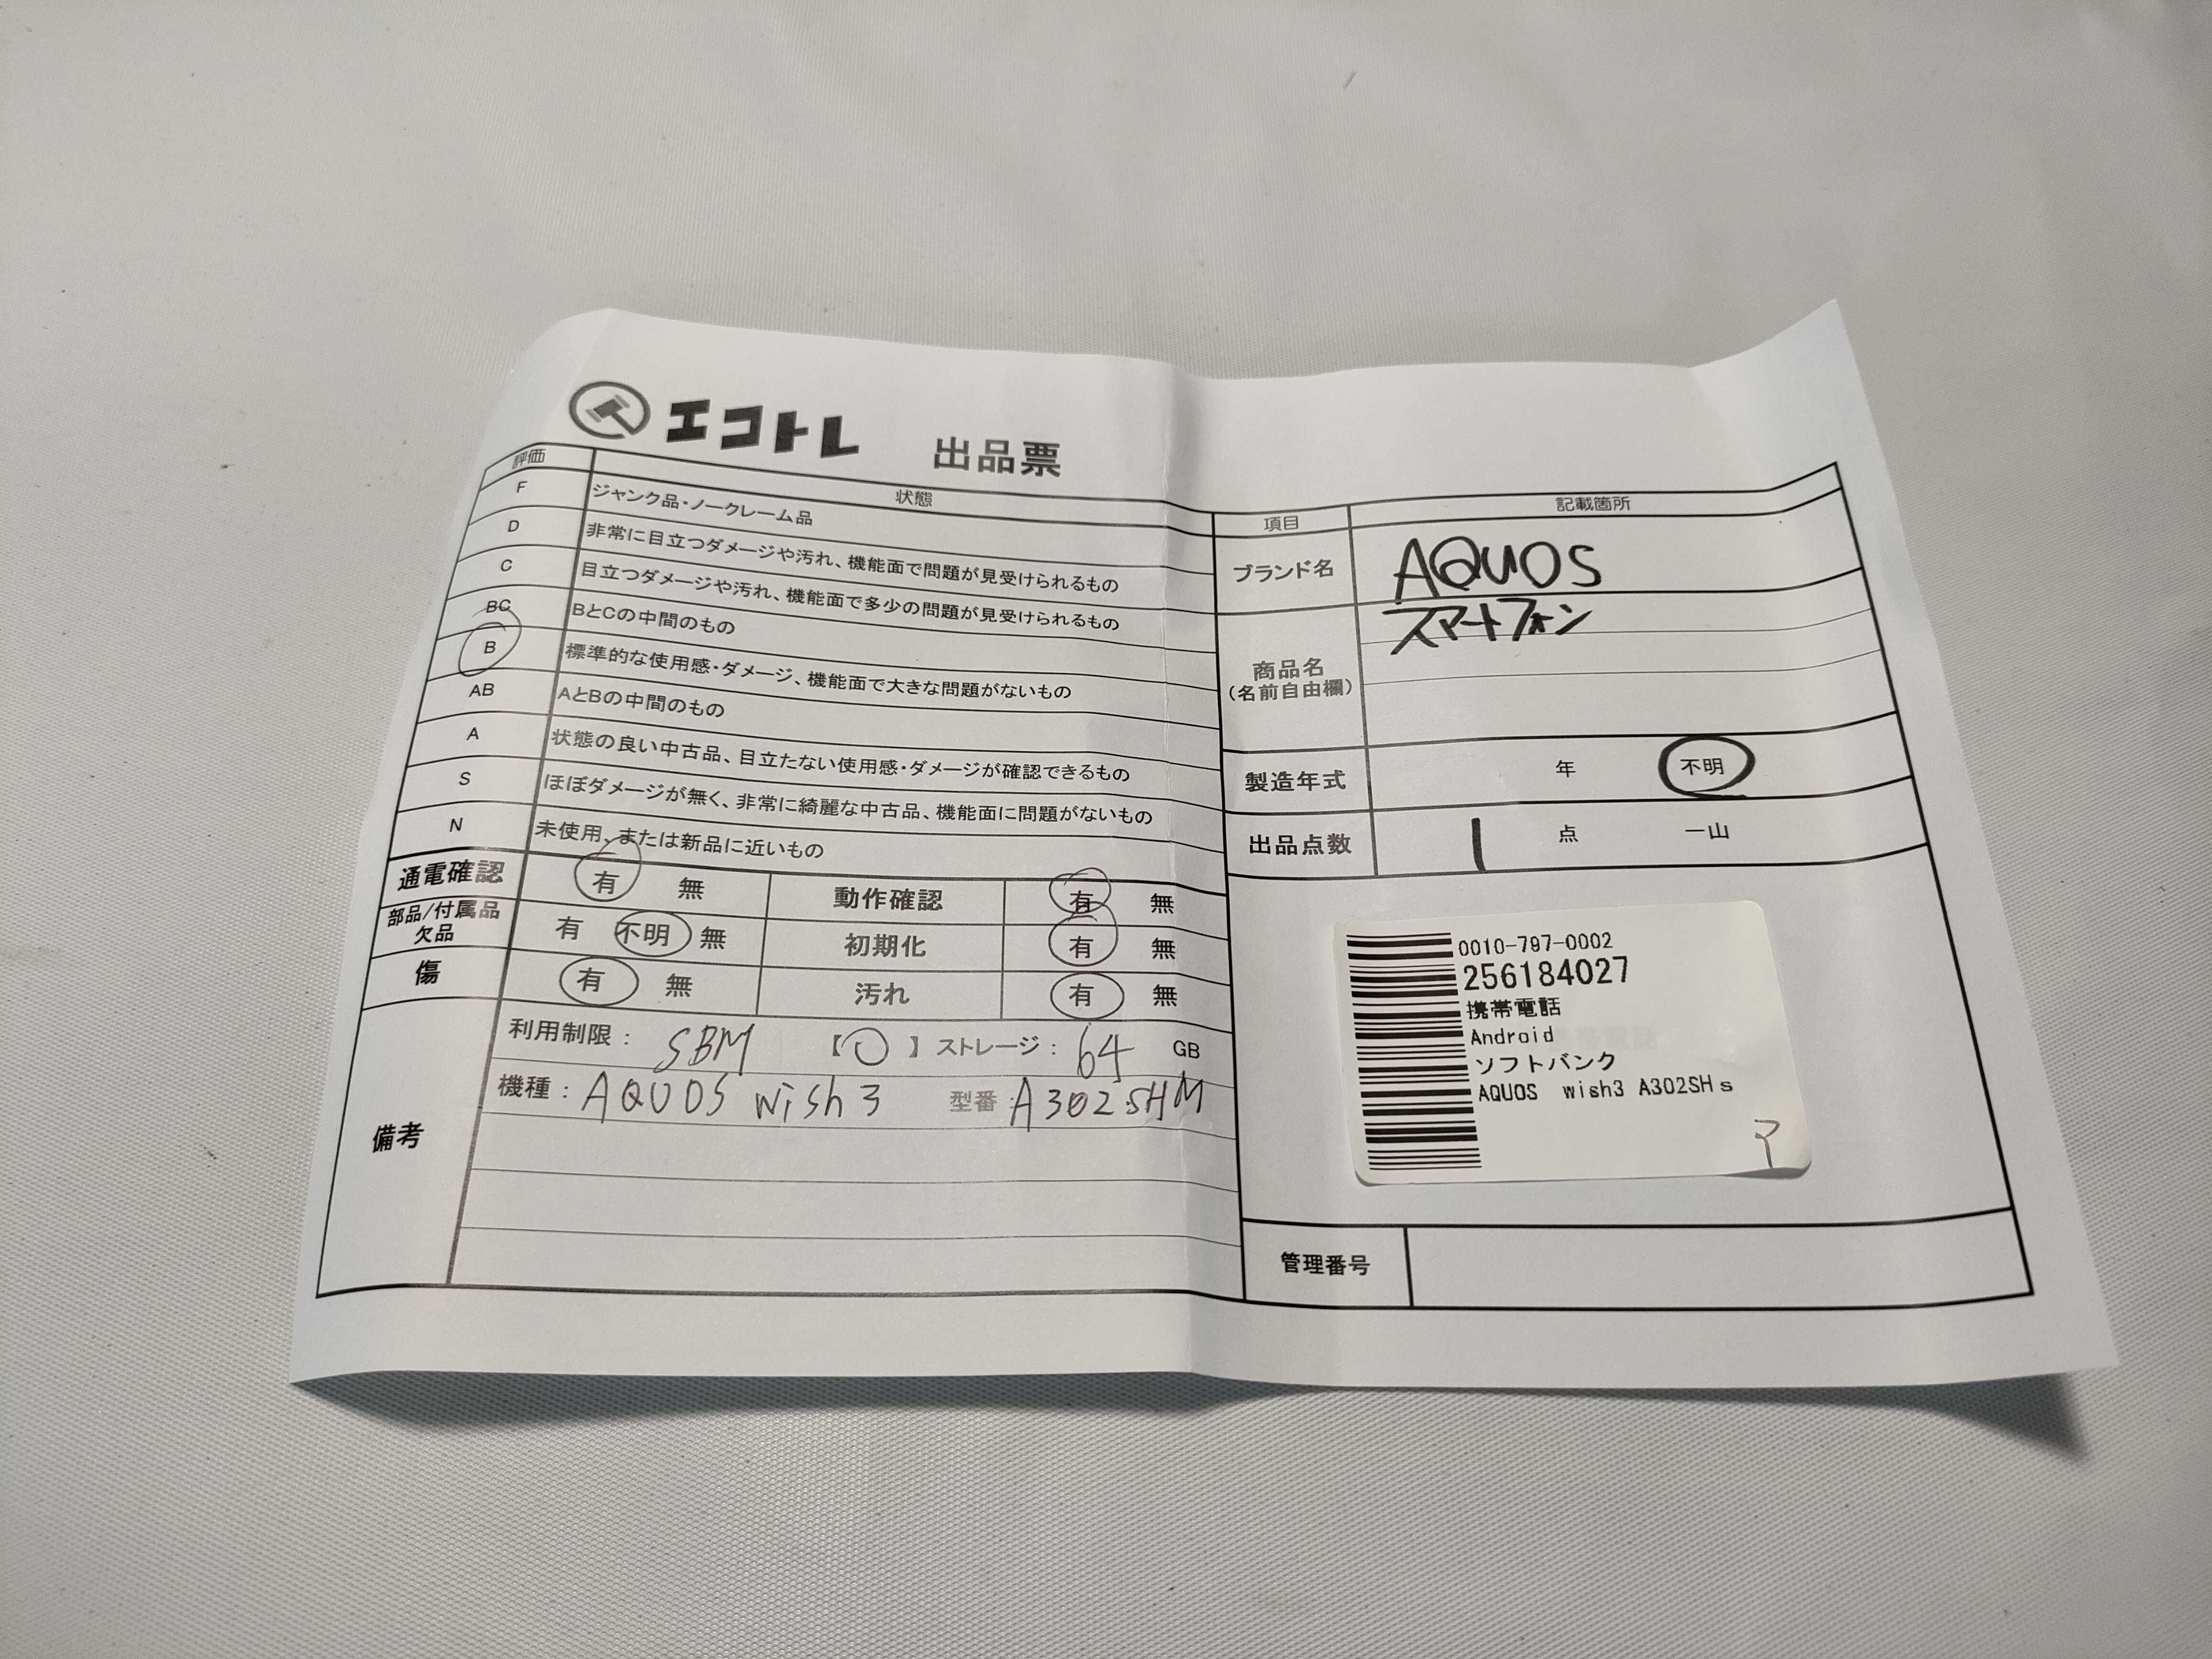 エコトレ 出品票
評価 状態
F ジャンク品・ノークレーム品
D 非常に目立つダメージや汚れ、機能面で問題が見受けられるもの
C 目立つダメージや汚れ、機能面で多少の問題が見受けられるもの
BC BとCの中間のもの
B 標準的な使用感・ダメージ、機能面で大きな問題がないもの
AB AとBの中間のもの
A 状態の良い中古品、目立たない使用感・ダメージが確認できるもの
S ほぼダメージが無く、非常に綺麗な中古品、機能面に問題がないもの
N 未使用、または新品に近いもの
通電確認 有 無 動作確認 有 無
部品/付属品
欠品 有 不明 無 初期化 有 無
傷 有 無 汚れ 有 無
備考
利用制限： SBM 【○】 ストレージ： 64 GB
機種： AQUOS wish3 型番： A302SHM
項目 記載箇所
ブランド名 AQUOS
商品名
（名前自由欄） スマートフォン
製造年式 年 不明
出品点数 1 点 一山
0010-797-0002
256184027
携帯電話
Android
ソフトバンク
AQUOS wish3 A302SHs
管理番号